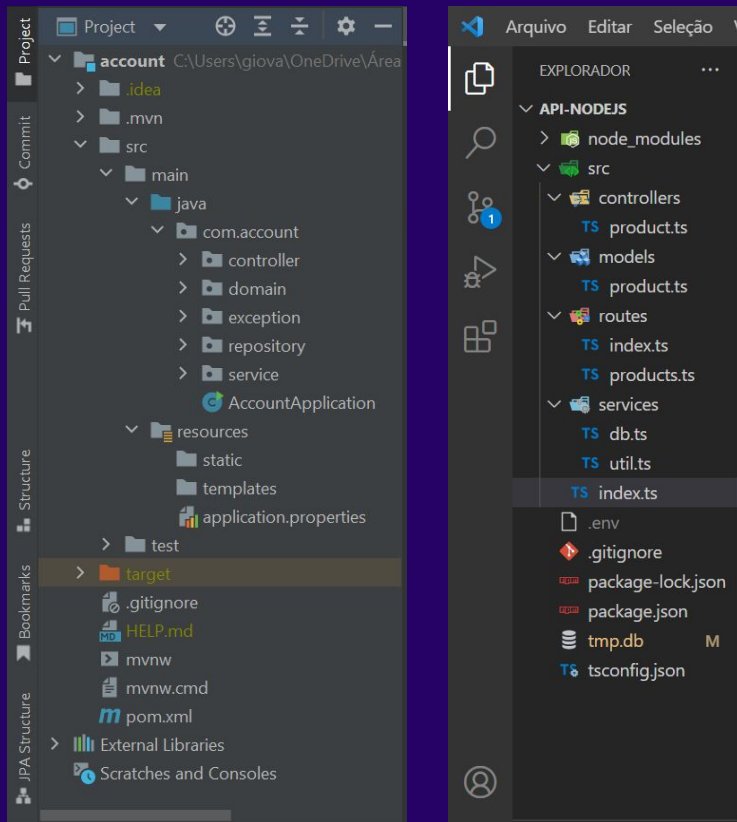 Project
Commit
Pull Requests
Structure
Bookmarks
JPA Structure
Project
account C:\Users\giova\OneDrive\Área
.idea
.mvn
src
main
java
com.account
controller
domain
exception
repository
service
AccountApplication
resources
static
templates
application.properties
test
target
.gitignore
HELP.md
mvnw
mvnw.cmd
pom.xml
External Libraries
Scratches and Consoles
Arquivo Editar Seleção V
EXPLORADOR
API-NODEJS
node_modules
src
controllers
TS product.ts
models
TS product.ts
routes
TS index.ts
TS products.ts
services
TS db.ts
TS util.ts
TS index.ts
.env
.gitignore
package-lock.json
package.json
tmp.db M
TS tsconfig.json
1